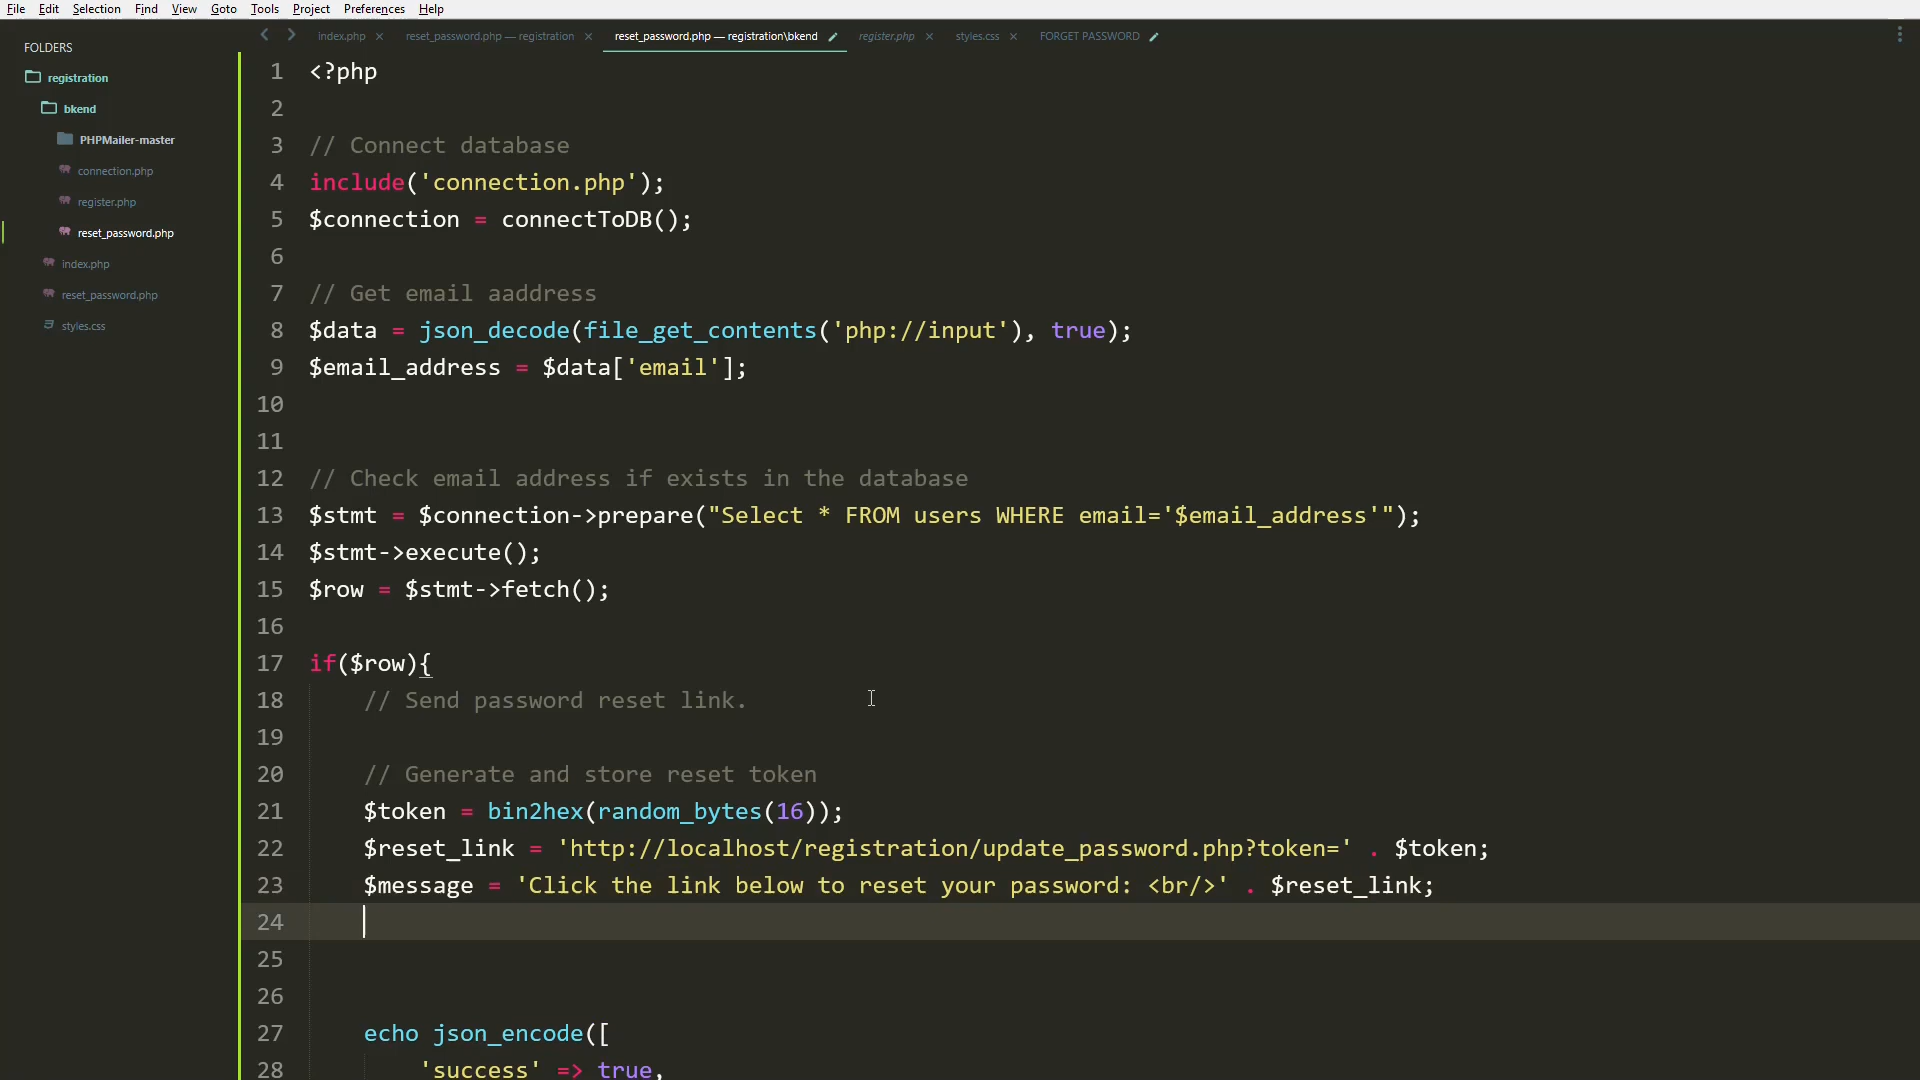 File Edit Selection Find View Goto Tools Project Preferences Help
FOLDERS
registration
bkend
PHPMailer-master
connection.php
register.php
reset_password.php
index.php
reset_password.php
styles.css
index.php × reset_password.php — registration × reset_password.php — registration\bkend register.php × styles.css × FORGET PASSWORD
1 <?php
2
3 // Connect database
4 include('connection.php');
5 $connection = connectToDB();
6
7 // Get email aaddress
8 $data = json_decode(file_get_contents('php://input'), true);
9 $email_address = $data['email'];
10
11
12 // Check email address if exists in the database
13 $stmt = $connection->prepare("Select * FROM users WHERE email='$email_address'");
14 $stmt->execute();
15 $row = $stmt->fetch();
16
17 if($row){
18 // Send password reset link.
19
20 // Generate and store reset token
21 $token = bin2hex(random_bytes(16));
22 $reset_link = 'http://localhost/registration/update_password.php?token=' . $token;
23 $message = 'Click the link below to reset your password: <br/>' . $reset_link;
24
25
26
27 echo json_encode([
28 'success' => true,